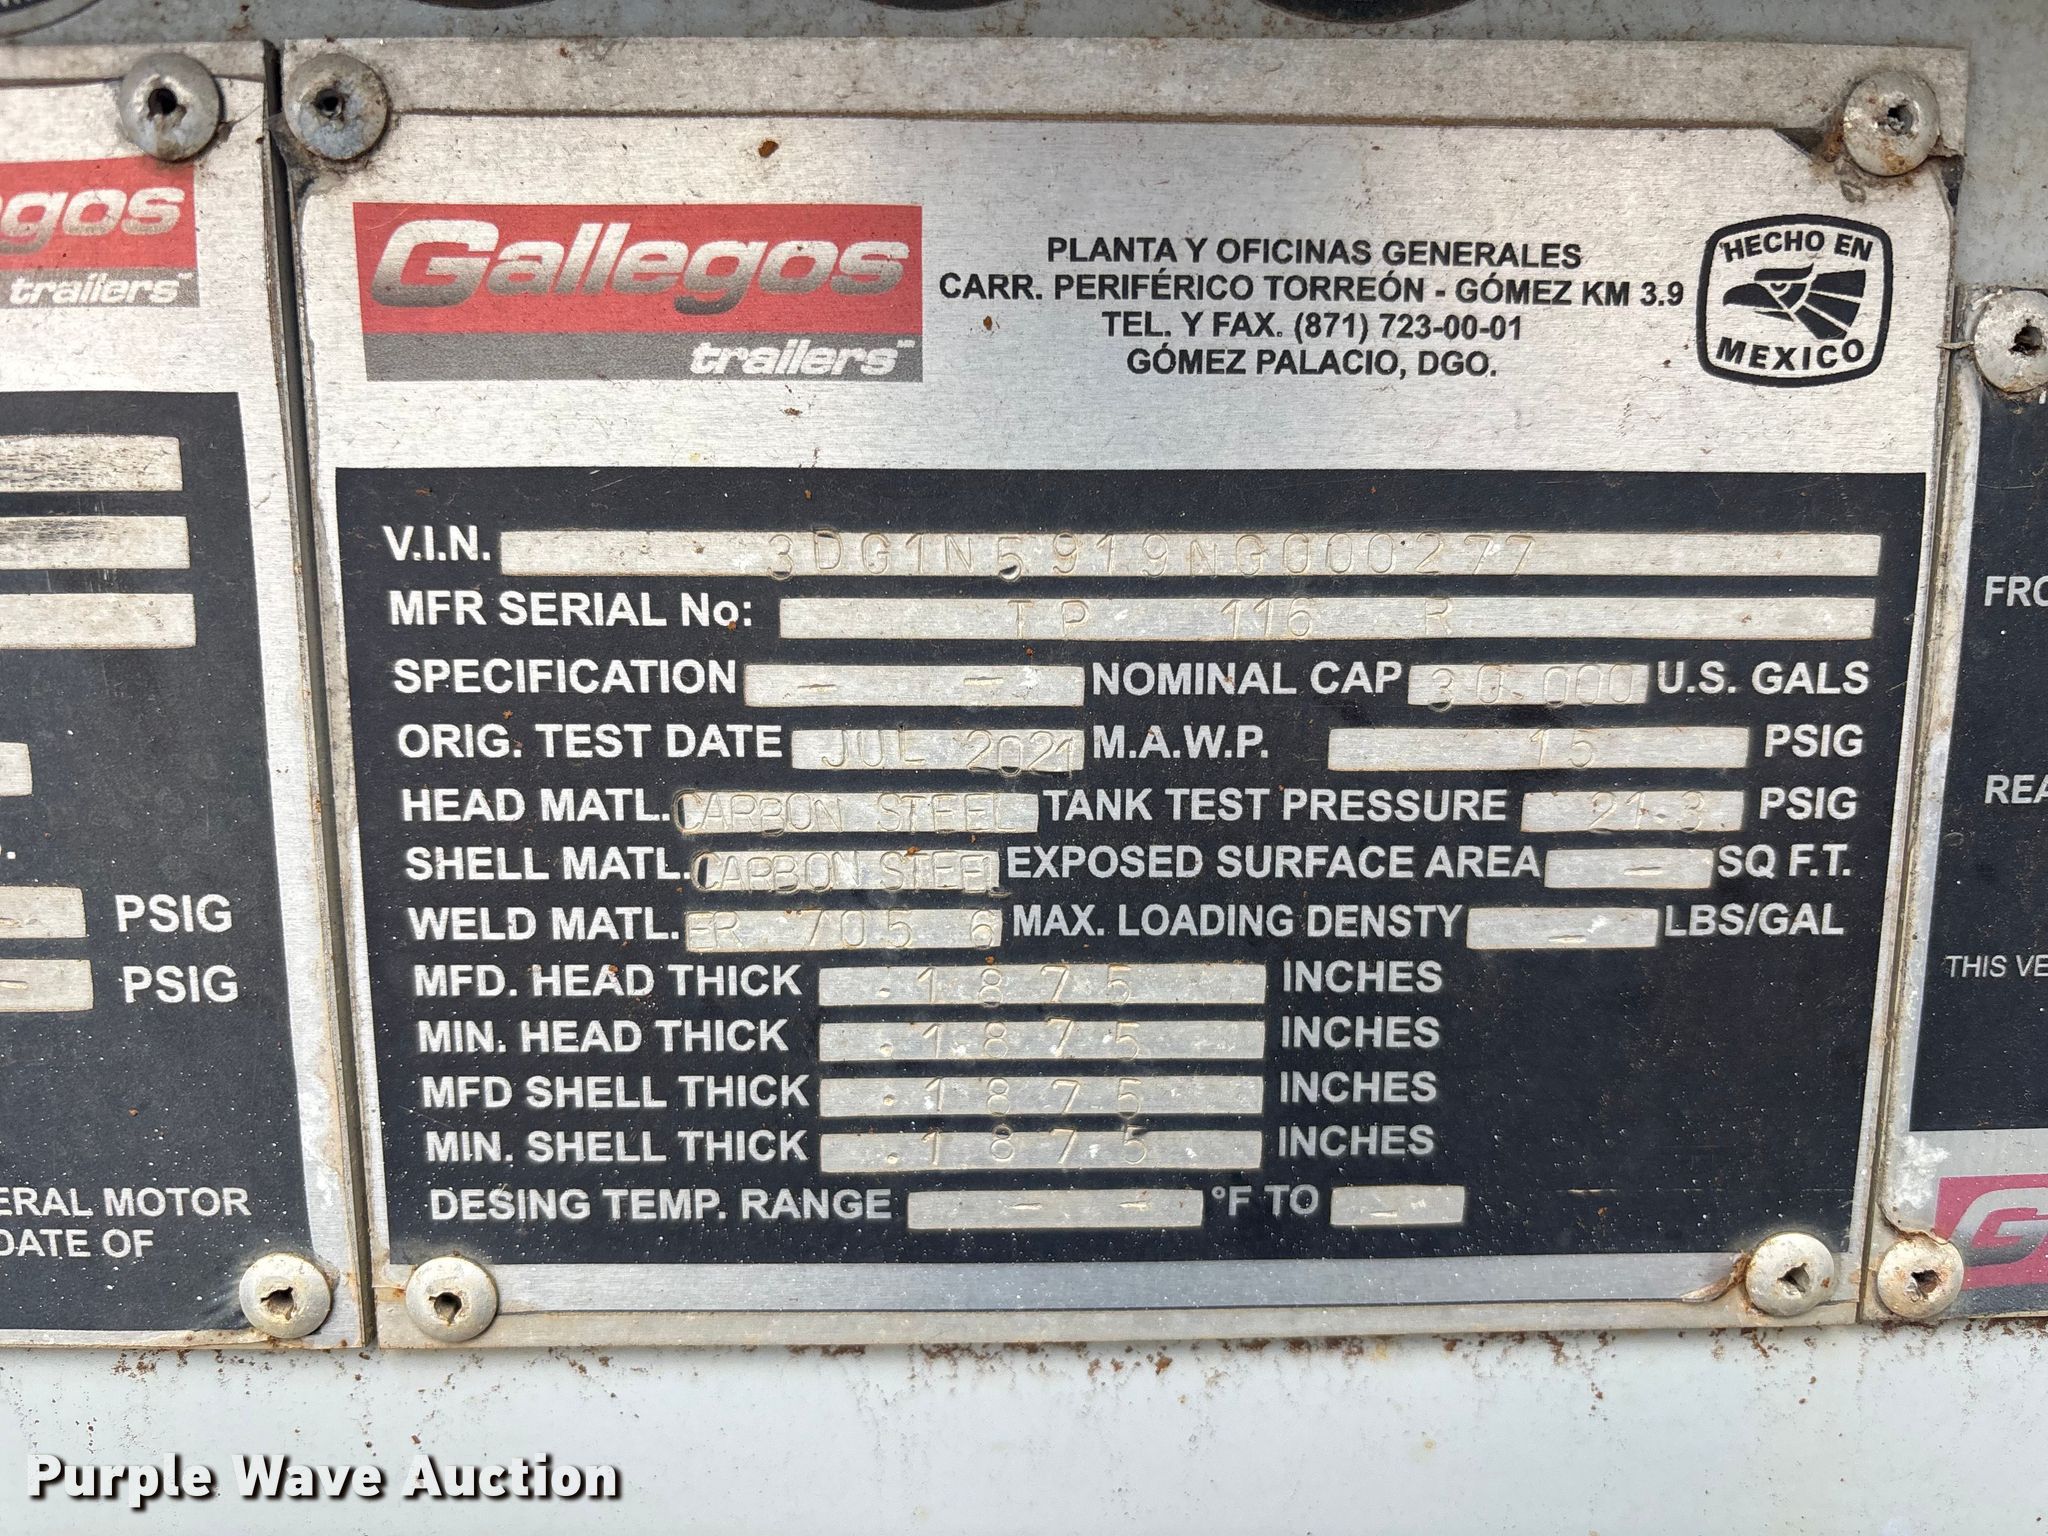 Gallegos
trailers
PLANTA Y OFICINAS GENERALES
CARR. PERIFÉRICO TORREÓN - GÓMEZ KM 3.9
TEL. Y FAX. (871) 723-00-01
GÓMEZ PALACIO, DGO.
HECHO EN
MEXICO
V.I.N. 3DG1N5919NG000277
MFR SERIAL No: TP 116 R
SPECIFICATION - - NOMINAL CAP 30.000 U.S. GALS
ORIG. TEST DATE JUL 2021 M.A.W.P. 15 PSIG
HEAD MATL. CARBON STEEL TANK TEST PRESSURE 21.3 PSIG
SHELL MATL. CARBON STEEL EXPOSED SURFACE AREA - SQ F.T.
WELD MATL. ER 705 6 MAX. LOADING DENSTY - LBS/GAL
MFD. HEAD THICK .1875 INCHES
MIN. HEAD THICK .1875 INCHES
MFD SHELL THICK .1875 INCHES
MIN. SHELL THICK .1875 INCHES
DESING TEMP. RANGE - - °F TO -
gos
trailers
- PSIG
- PSIG
ERAL MOTOR
DATE OF
FRO
REA
THIS VE
G
Purple Wave Auction